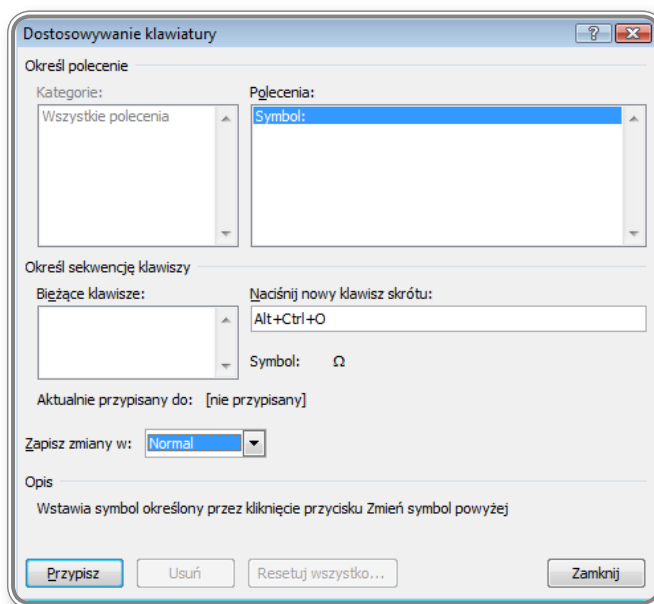 Dostosowywanie klawiatury
Określ polecenie
Kategorie:
Polecenia:
Wszystkie polecenia
Symbol:
Określ sekwencję klawiszy
Bieżące klawisze:
Naciśnij nowy klawisz skrótu:
Alt+Ctrl+O
Symbol: Ω
Aktualnie przypisany do: [nie przypisany]
Zapisz zmiany w: Normal
Opis
Wstawia symbol określony przez kliknięcie przycisku Zmień symbol powyżej
Przypisz Usuń Resetuj wszystko... Zamknij